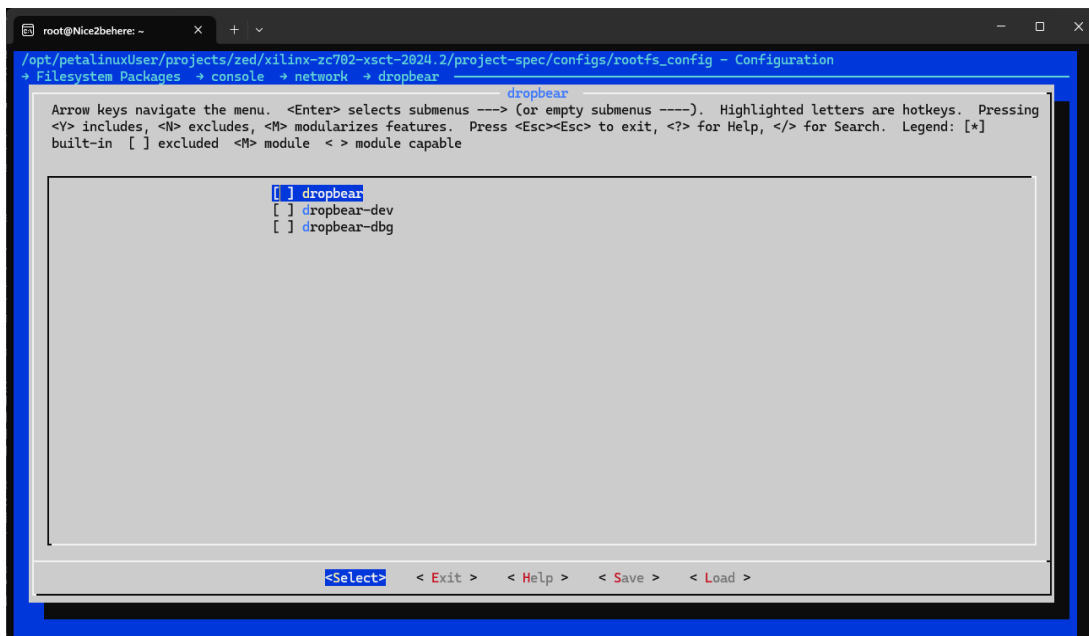 root@Nice2behere: ~
/opt/petalinuxUser/projects/zed/xilinx-zc702-xsct-2024.2/project-spec/configs/rootfs_config - Configuration
→ Filesystem Packages → console → network → dropbear
dropbear
Arrow keys navigate the menu. <Enter> selects submenus ---> (or empty submenus ----). Highlighted letters are hotkeys. Pressing
<Y> includes, <N> excludes, <M> modularizes features. Press <Esc><Esc> to exit, <?> for Help, </> for Search. Legend: [*]
built-in [ ] excluded <M> module < > module capable
[ ] dropbear
[ ] dropbear-dev
[ ] dropbear-dbg
<Select> < Exit > < Help > < Save > < Load >